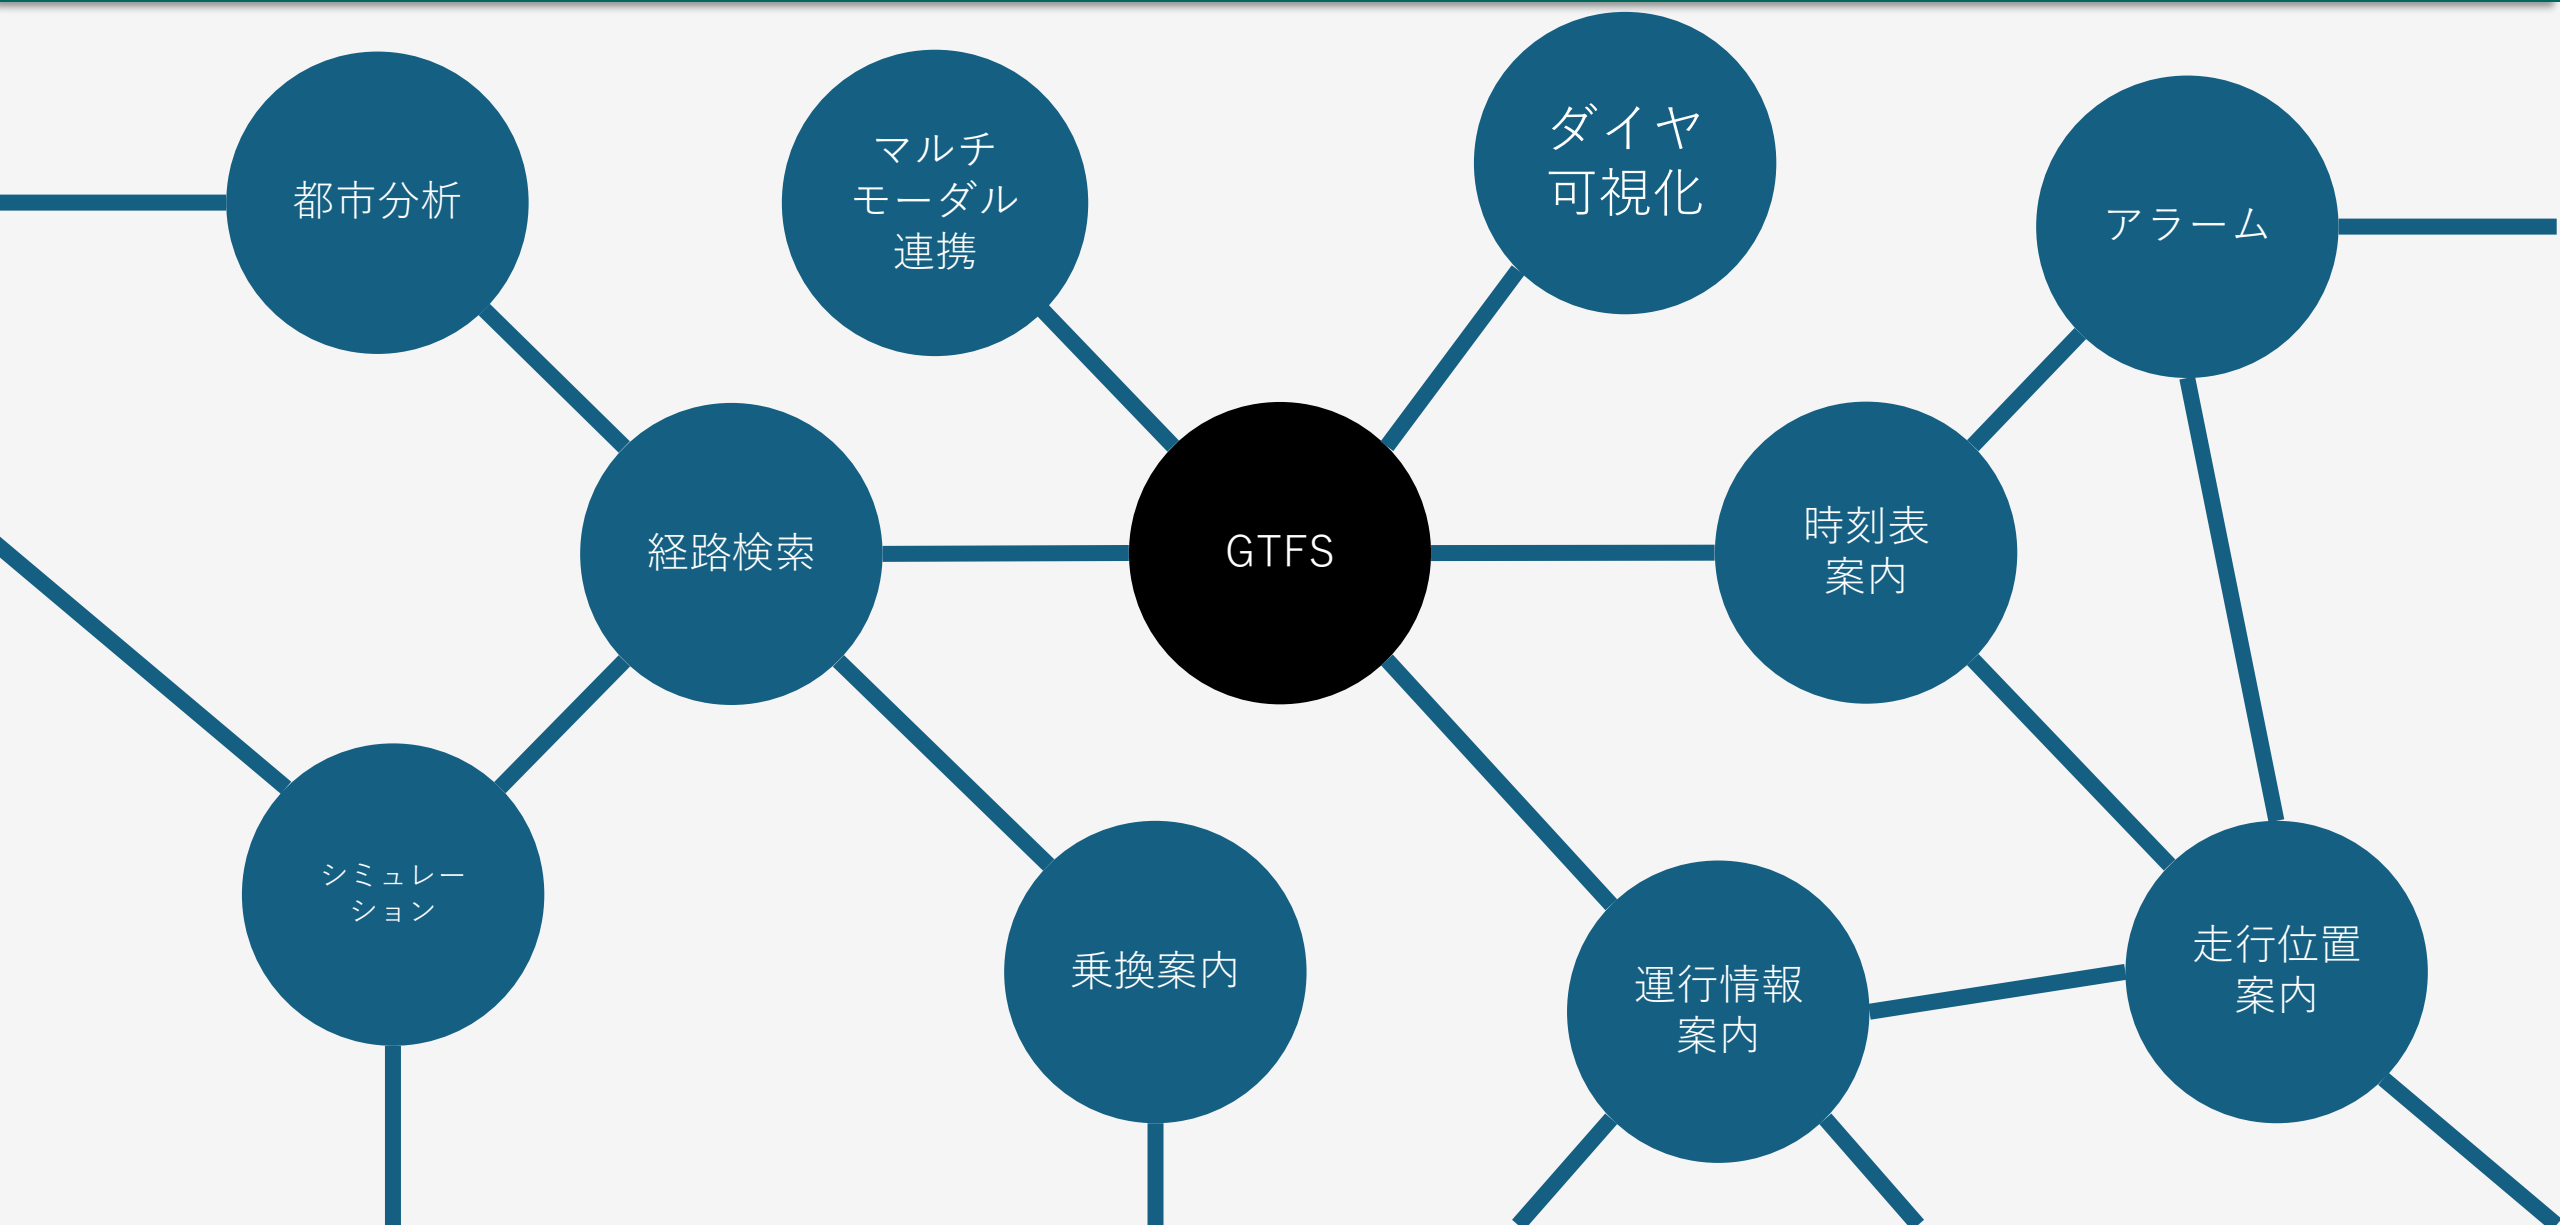 都市分析
マルチ
モーダル
連携
ダイヤ
可視化
アラーム
経路検索
GTFS
時刻表
案内
シミュレー
ション
乗換案内
運行情報
案内
走行位置
案内